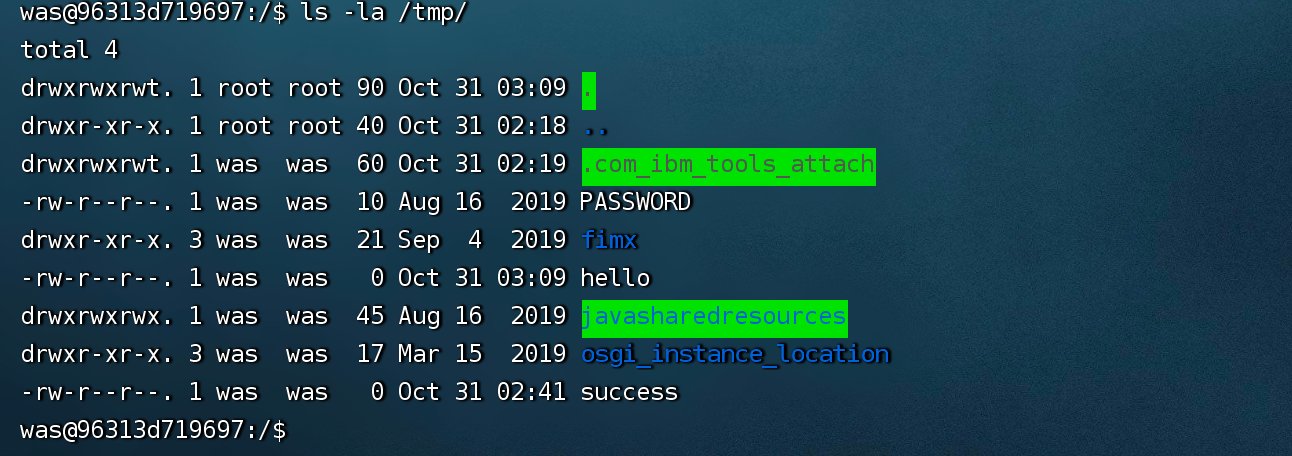 was@96313d719697:/$ ls -la /tmp/
total 4
drwxrwxrwt. 1 root root 90 Oct 31 03:09 .
drwxr-xr-x. 1 root root 40 Oct 31 02:18 ..
drwxrwxrwt. 1 was  was  60 Oct 31 02:19 .com_ibm_tools_attach
-rw-r--r--. 1 was  was  10 Aug 16  2019 PASSWORD
drwxr-xr-x. 3 was  was  21 Sep  4  2019 fimx
-rw-r--r--. 1 was  was   0 Oct 31 03:09 hello
drwxrwxrwx. 1 was  was  45 Aug 16  2019 javasharedresources
drwxr-xr-x. 3 was  was  17 Mar 15  2019 osgi_instance_location
-rw-r--r--. 1 was  was   0 Oct 31 02:41 success
was@96313d719697:/$